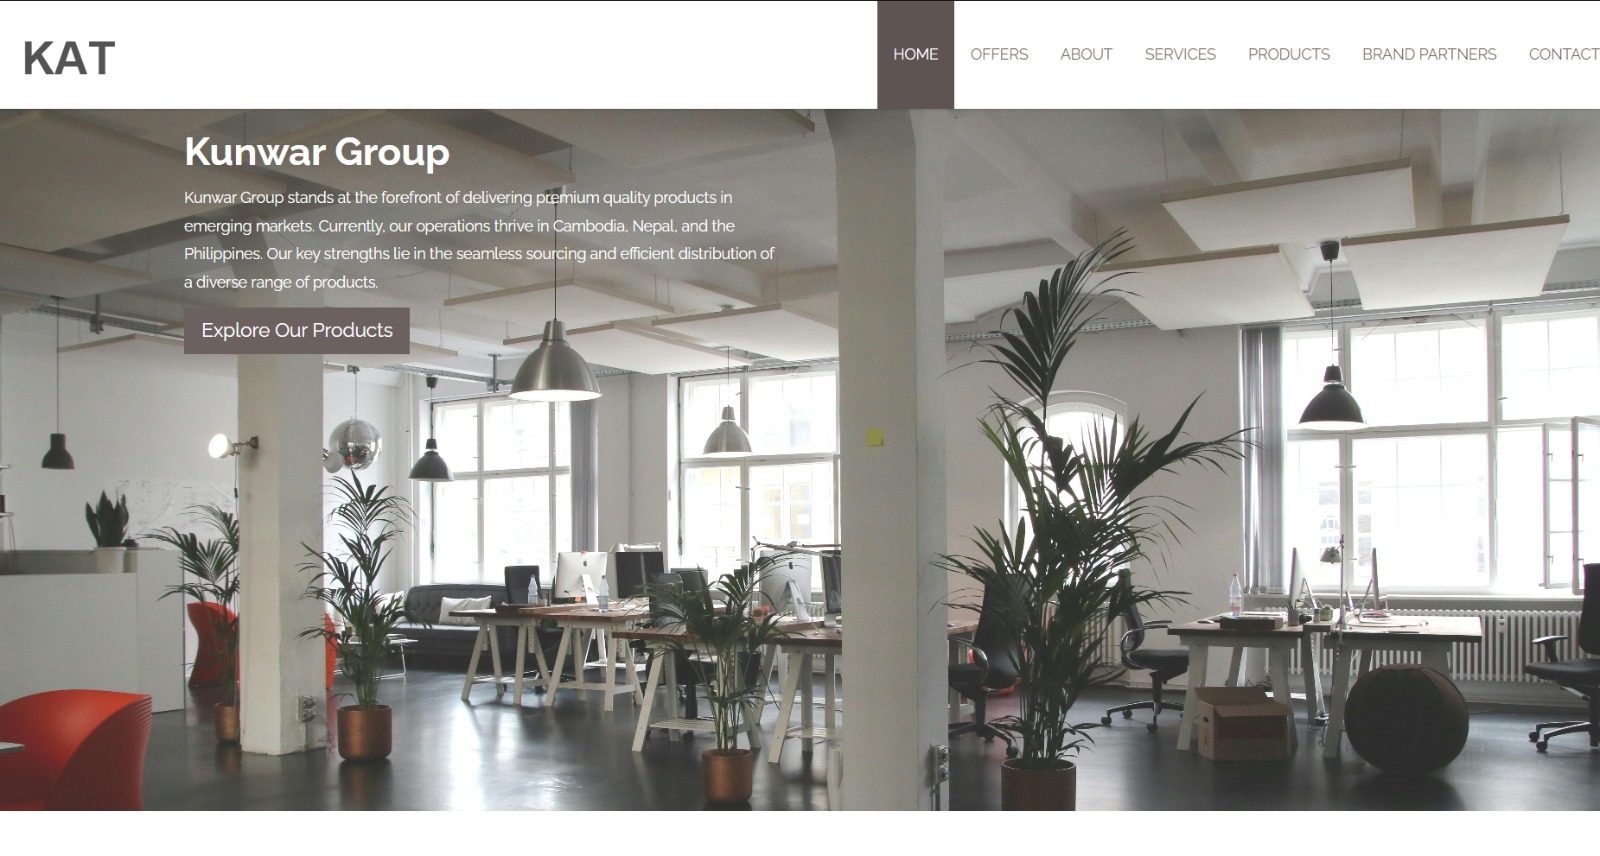 KAT
HOME OFFERS ABOUT SERVICES PRODUCTS BRAND PARTNERS CONTACT
Kunwar Group
Kunwar Group stands at the forefront of delivering premium quality products in
emerging markets. Currently, our operations thrive in Cambodia, Nepal, and the
Philippines. Our key strengths lie in the seamless sourcing and efficient distribution of
a diverse range of products.
Explore Our Products